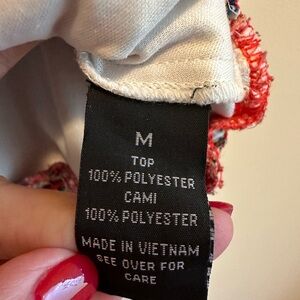 M
TOP
100% POLYESTER
CAMI
100% POLYESTER
MADE IN VIETNAM
SEE OVER FOR
CARE